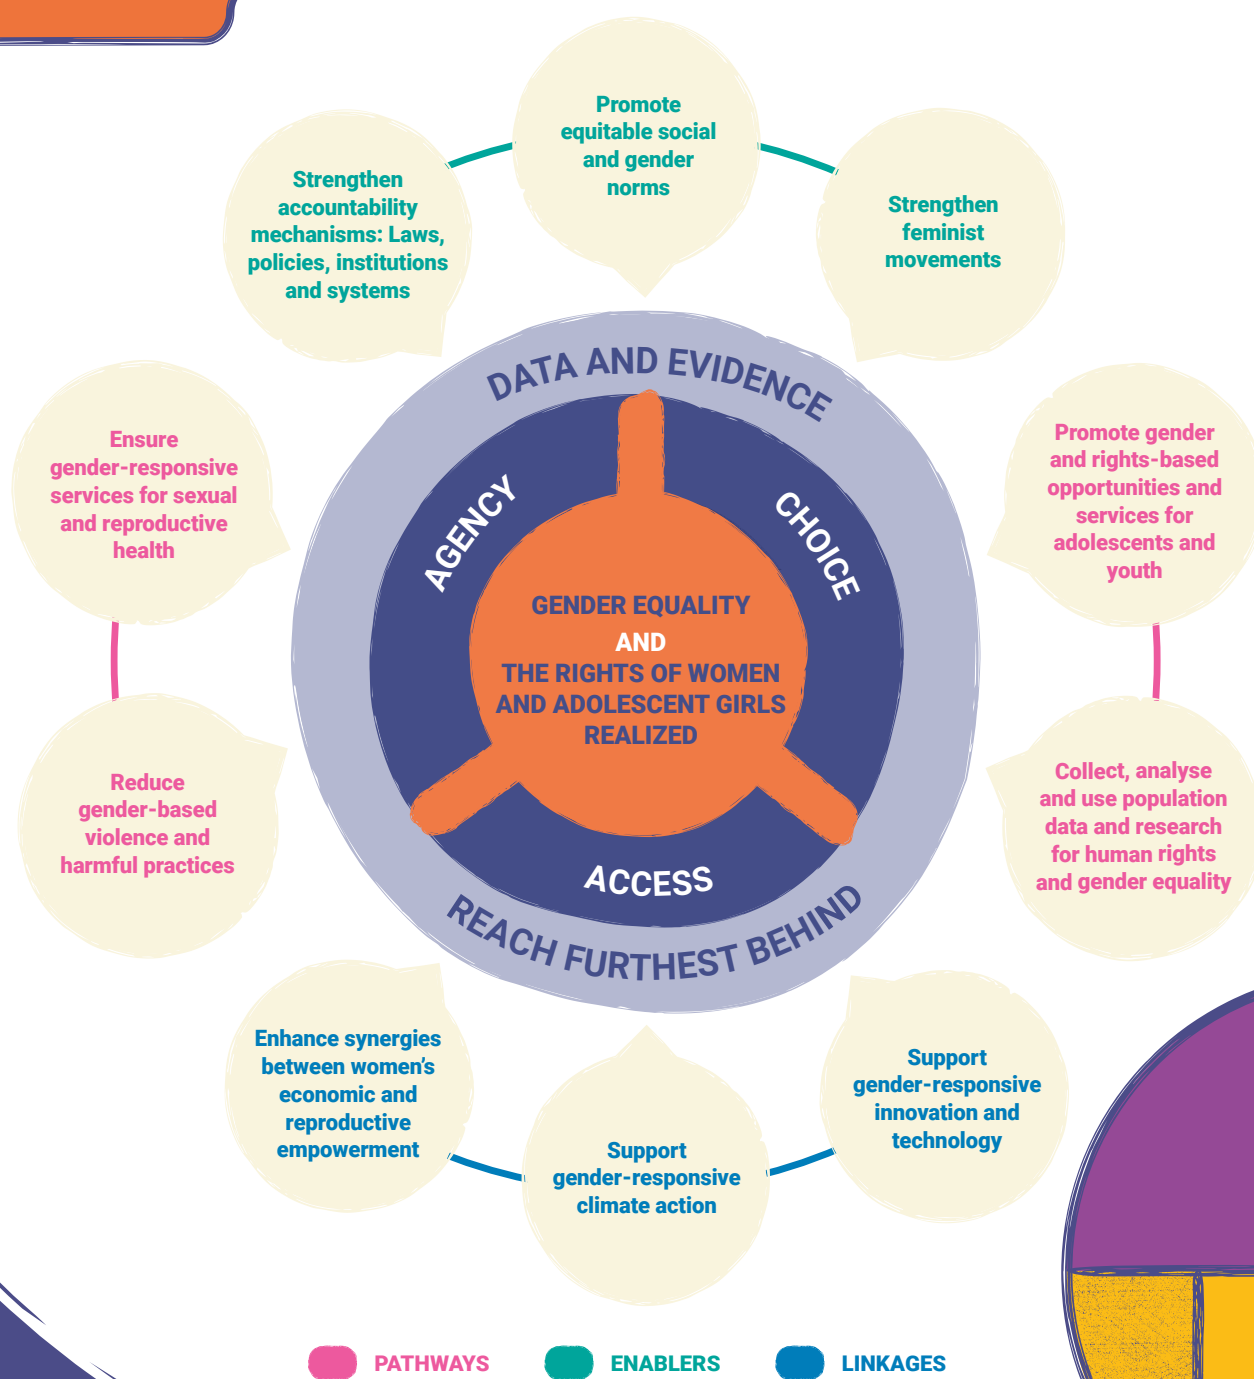 Promote
equitable social
and gender
norms
Strengthen
accountability
mechanisms: Laws,
policies, institutions
and systems
Strengthen
feminist
movements
Ensure
gender-responsive
services for sexual
and reproductive
health
Promote gender
and rights-based
opportunities and
services for
adolescents and
youth
DATA AND EVIDENCE
AGENCY
CHOICE
GENDER EQUALITY
AND
THE RIGHTS OF WOMEN
AND ADOLESCENT GIRLS
REALIZED
ACCESS
REACH FURTHEST BEHIND
Reduce
gender-based
violence and
harmful practices
Collect, analyse
and use population
data and research
for human rights
and gender equality
Enhance synergies
between women’s
economic and
reproductive
empowerment
Support
gender-responsive
climate action
Support
gender-responsive
innovation and
technology
PATHWAYS
ENABLERS
LINKAGES